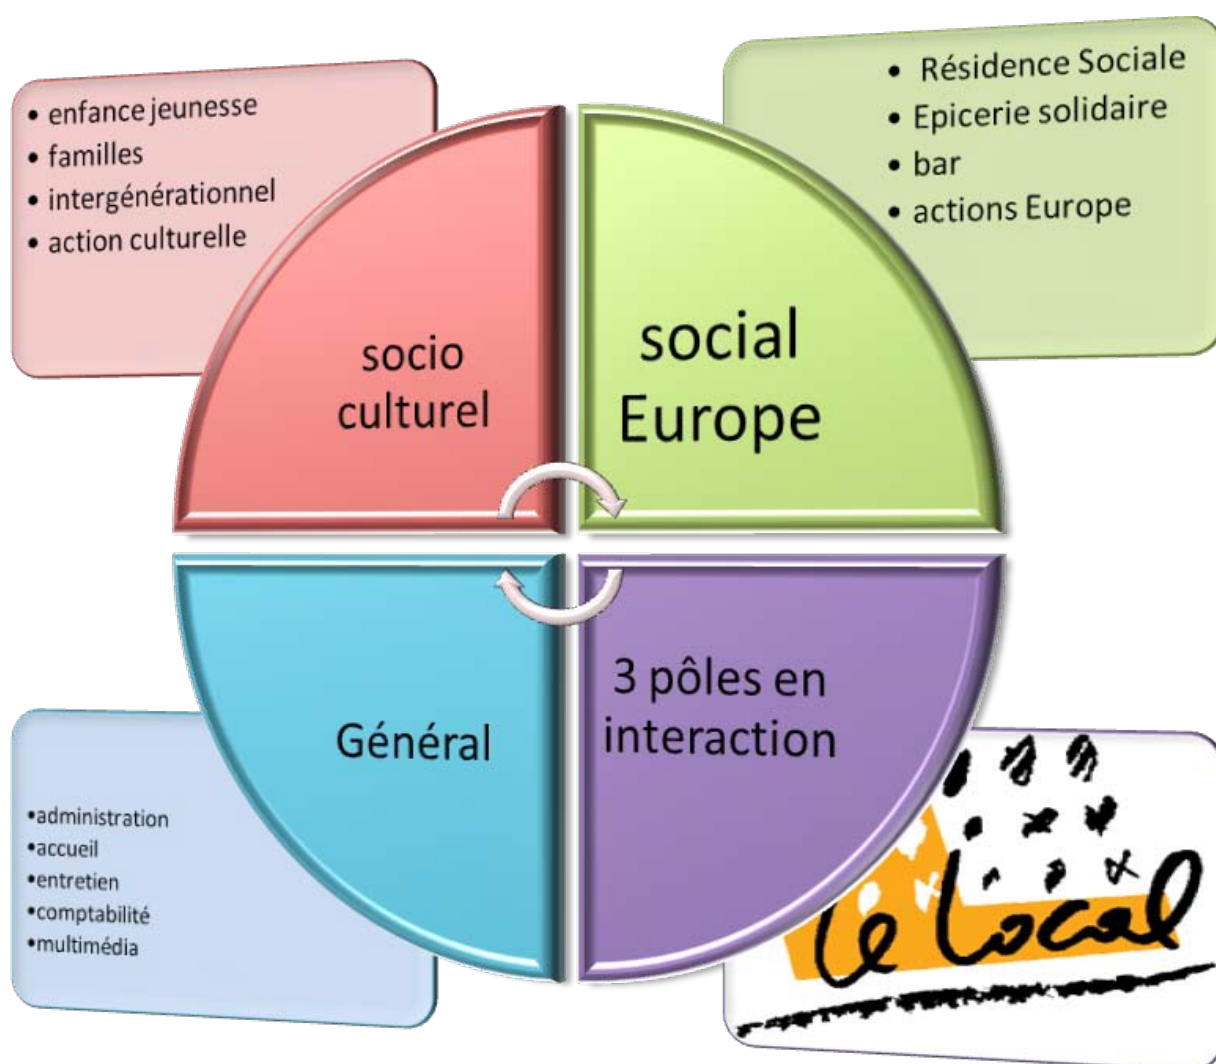 • enfance jeunesse
• familles
• intergénérationnel
• action culturelle
• Résidence Sociale
• Epicerie solidaire
• bar
• actions Europe
socio
culturel
social
Europe
Général
3 pôles en
interaction
•administration
•accueil
•entretien
•comptabilité
•multimédia
le Local